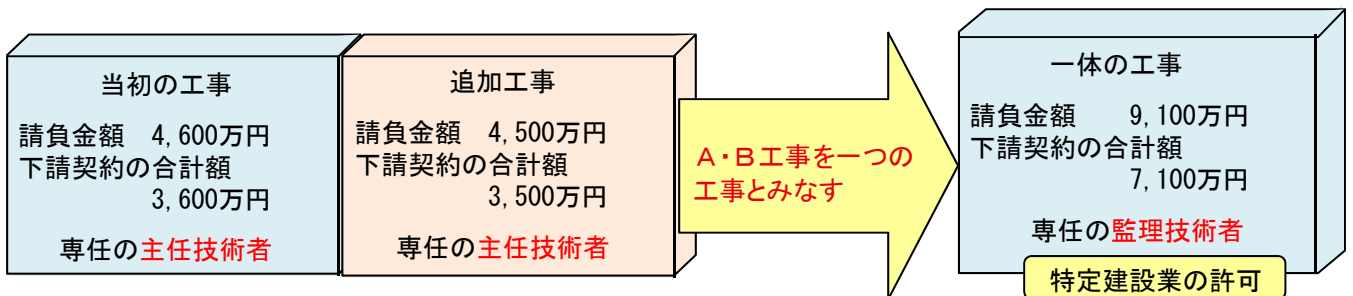 当初の工事
請負金額　4,600万円
下請契約の合計額
3,600万円
専任の主任技術者
追加工事
請負金額　4,500万円
下請契約の合計額
3,500万円
専任の主任技術者
Ａ・Ｂ工事を一つの
工事とみなす
一体の工事
請負金額　　9,100万円
下請契約の合計額
7,100万円
専任の監理技術者
特定建設業の許可